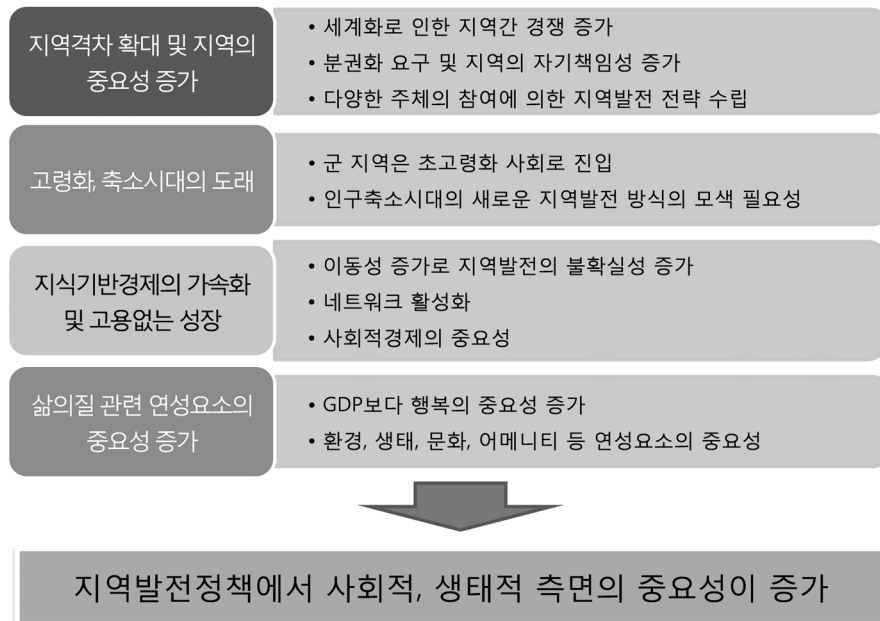 지역격차 확대 및 지역의
중요성 증가
• 세계화로 인한 지역간 경쟁 증가
• 분권화 요구 및 지역의 자기책임성 증가
• 다양한 주체의 참여에 의한 지역발전 전략 수립
고령화, 축소시대의 도래
• 군 지역은 초고령화 사회로 진입
• 인구축소시대의 새로운 지역발전 방식의 모색 필요성
지식기반경제의 가속화
및 고용없는 성장
• 이동성 증가로 지역발전의 불확실성 증가
• 네트워크 활성화
• 사회적경제의 중요성
삶의질 관련 연성요소의
중요성 증가
• GDP보다 행복의 중요성 증가
• 환경, 생태, 문화, 어메니티 등 연성요소의 중요성
지역발전정책에서 사회적, 생태적 측면의 중요성이 증가